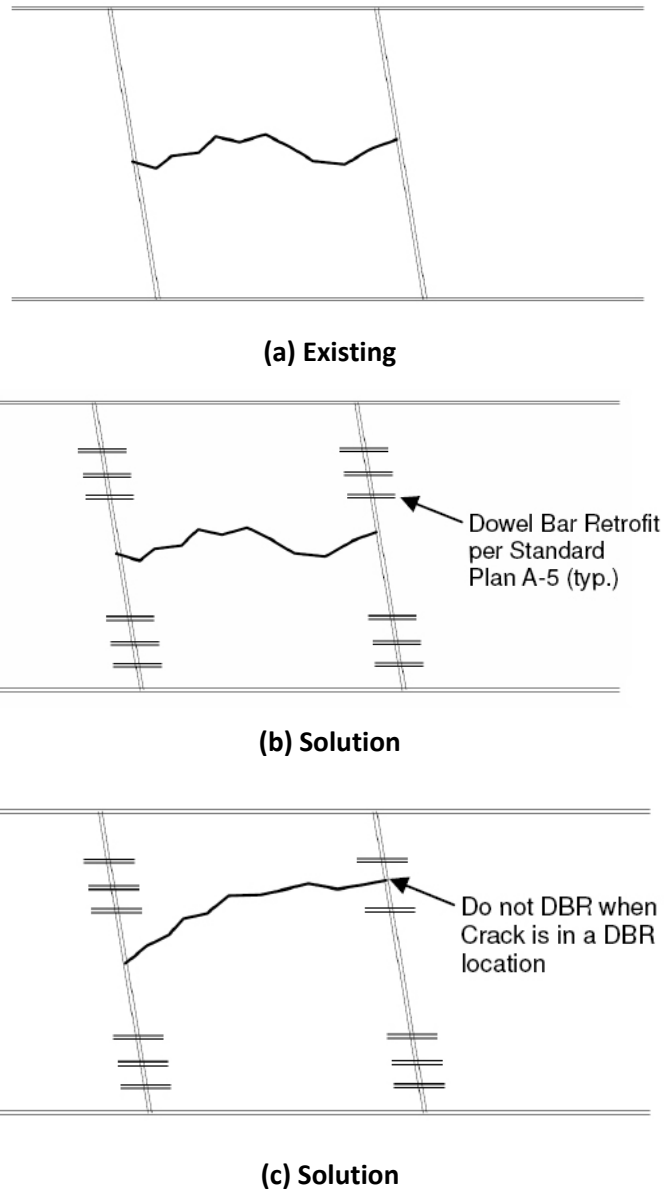 (a) Existing
Dowel Bar Retrofit
per Standard
Plan A-5 (typ.)
(b) Solution
Do not DBR when
Crack is in a DBR
location
(c) Solution